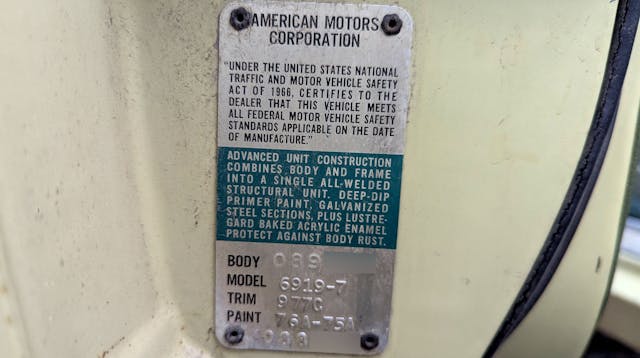 AMERICAN MOTORS
CORPORATION
"UNDER THE UNITED STATES NATIONAL
TRAFFIC AND MOTOR VEHICLE SAFETY
ACT OF 1966, CERTIFIES TO THE
DEALER THAT THIS VEHICLE MEETS
ALL FEDERAL MOTOR VEHICLE SAFETY
STANDARDS APPLICABLE ON THE DATE
OF MANUFACTURE."
ADVANCED UNIT CONSTRUCTION
COMBINES BODY AND FRAME
INTO A SINGLE ALL-WELDED
STRUCTURAL UNIT. DEEP-DIP
PRIMER PAINT, GALVANIZED
STEEL SECTIONS, PLUS LUSTRE-
GARD BAKED ACRYLIC ENAMEL
PROTECT AGAINST BODY RUST.
BODY 089
MODEL 6919-7
TRIM 977C
PAINT 76A-75A